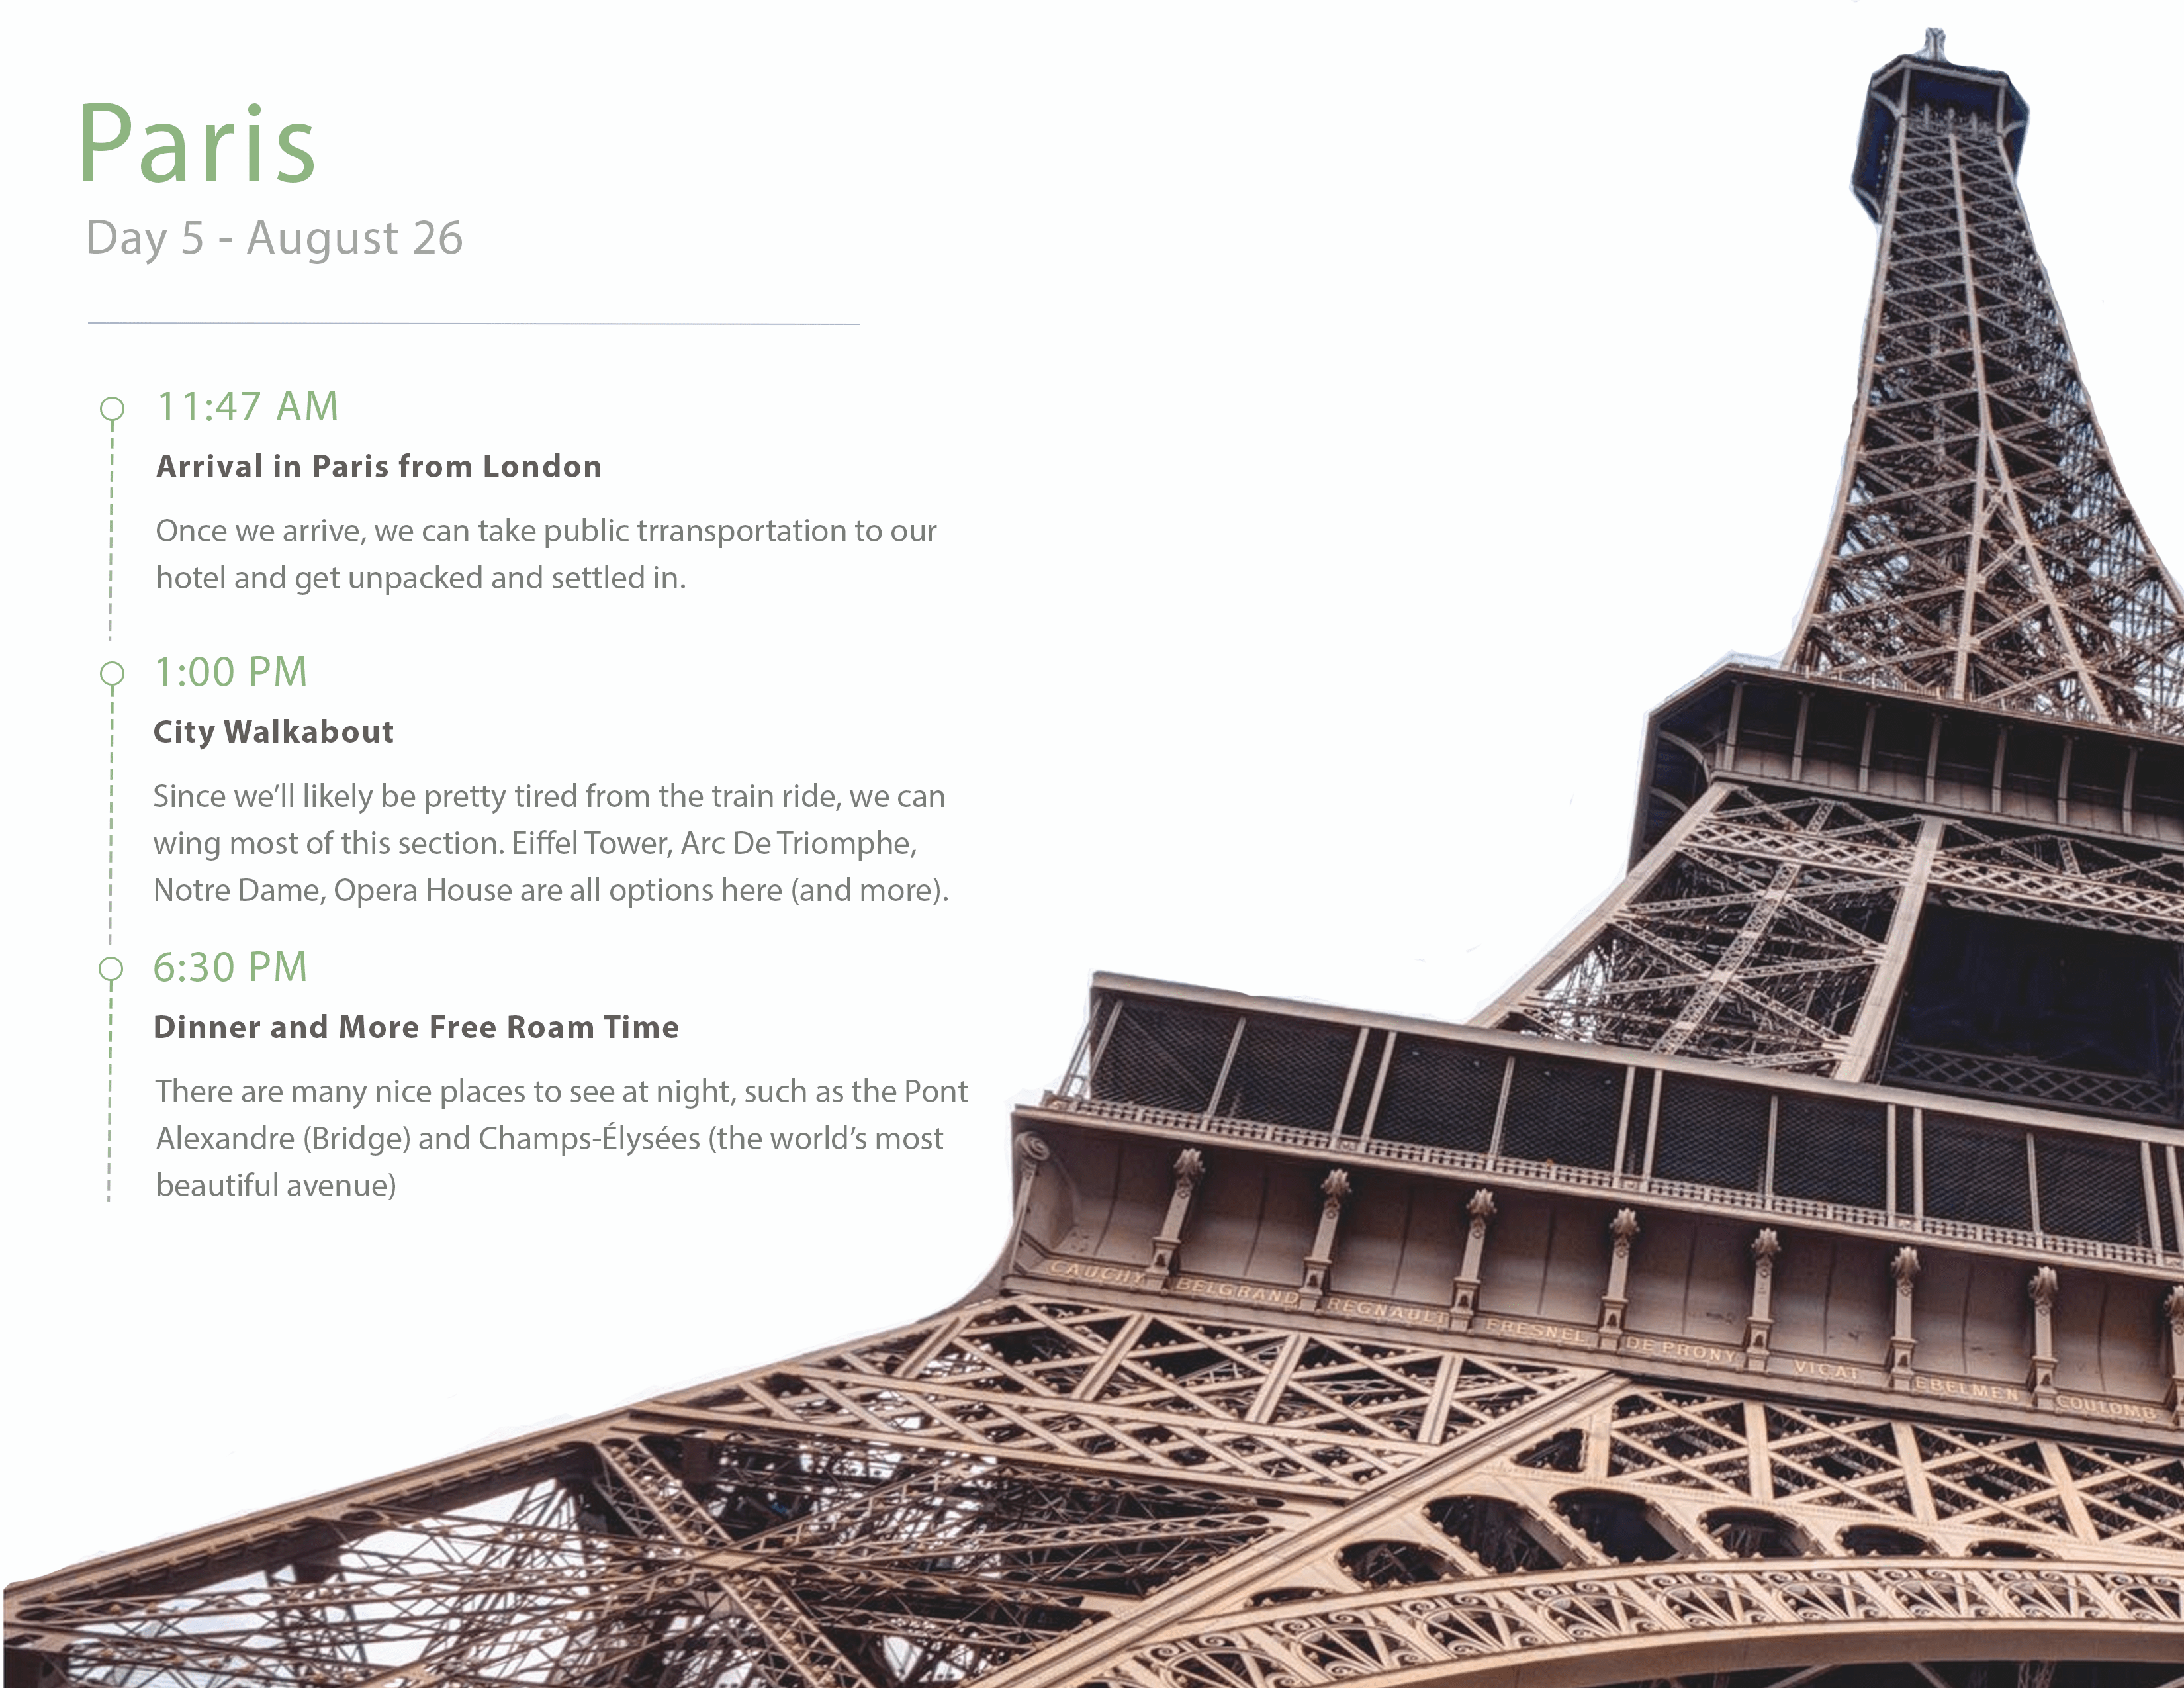 Paris
Day 5 - August 26
11:47 AM
Arrival in Paris from London
Once we arrive, we can take public trransportation to our
hotel and get unpacked and settled in.
1:00 PM
City Walkabout
Since we’ll likely be pretty tired from the train ride, we can
wing most of this section. Eiffel Tower, Arc De Triomphe,
Notre Dame, Opera House are all options here (and more).
6:30 PM
Dinner and More Free Roam Time
There are many nice places to see at night, such as the Pont
Alexandre (Bridge) and Champs-Élysées (the world’s most
beautiful avenue)
CAUCHY BELGRAND REGNAULT FRESNEL DE PRONY VICAT EBELMEN COULOMB